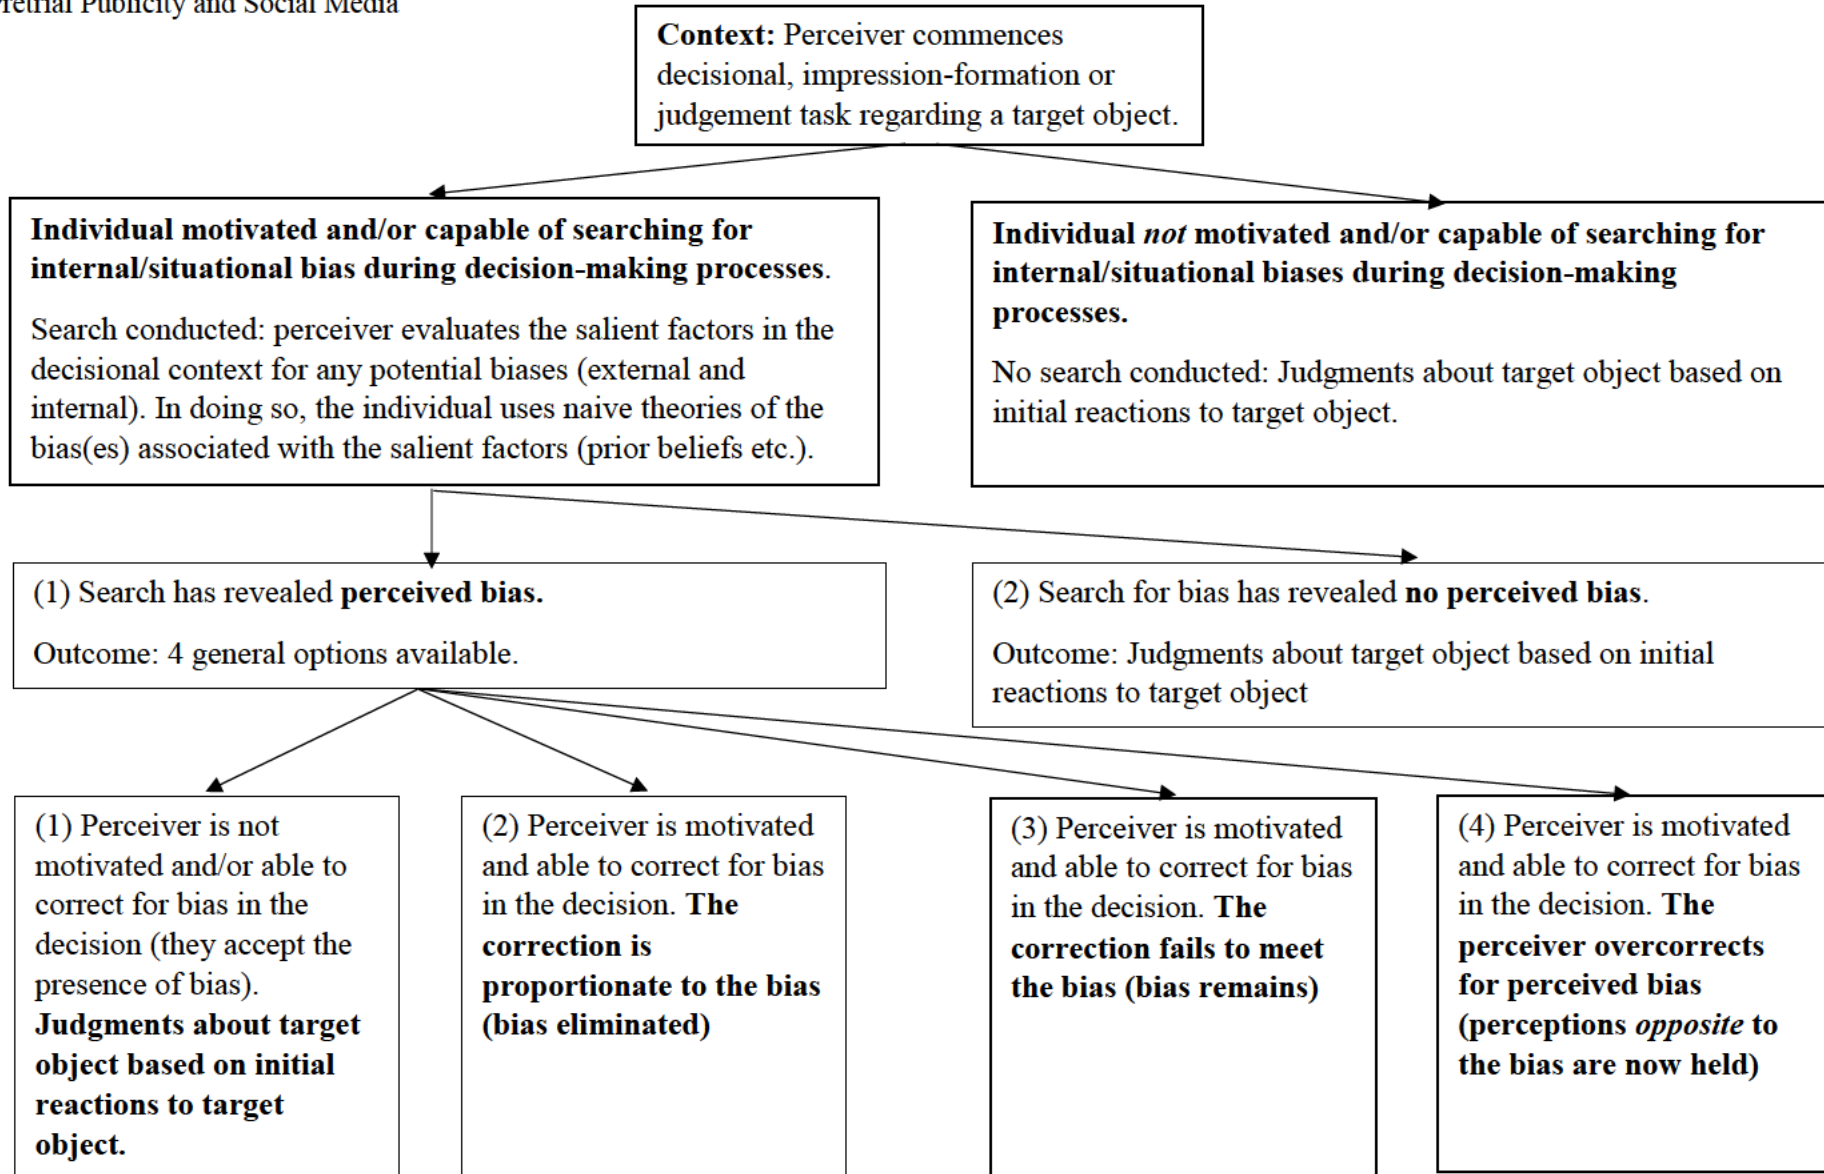 Pretrial Publicity and Social Media
Context: Perceiver commences
decisional, impression-formation or
judgement task regarding a target object.
Individual motivated and/or capable of searching for
internal/situational bias during decision-making processes.
Search conducted: perceiver evaluates the salient factors in the
decisional context for any potential biases (external and
internal). In doing so, the individual uses naive theories of the
bias(es) associated with the salient factors (prior beliefs etc.).
Individual not motivated and/or capable of searching for
internal/situational biases during decision-making
processes.
No search conducted: Judgments about target object based on
initial reactions to target object.
(1) Search has revealed perceived bias.
Outcome: 4 general options available.
(2) Search for bias has revealed no perceived bias.
Outcome: Judgments about target object based on initial
reactions to target object
(1) Perceiver is not
motivated and/or able to
correct for bias in the
decision (they accept the
presence of bias).
Judgments about target
object based on initial
reactions to target
object.
(2) Perceiver is motivated
and able to correct for bias
in the decision. The
correction is
proportionate to the bias
(bias eliminated)
(3) Perceiver is motivated
and able to correct for bias
in the decision. The
correction fails to meet
the bias (bias remains)
(4) Perceiver is motivated
and able to correct for bias
in the decision. The
perceiver overcorrects
for perceived bias
(perceptions opposite to
the bias are now held)